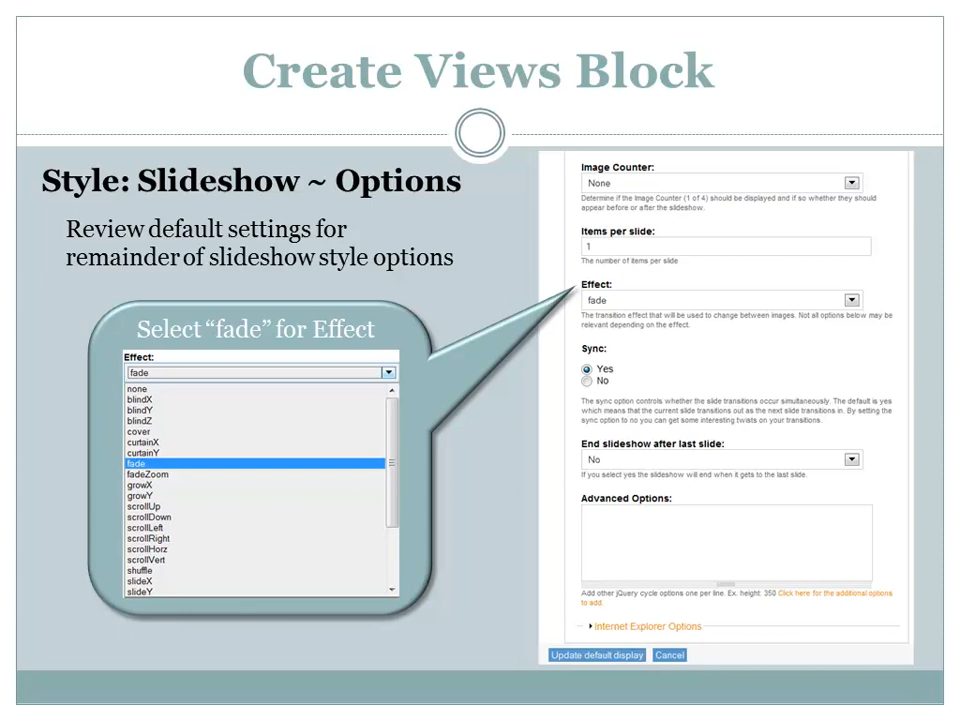 Create Views Block
Style: Slideshow ~ Options
Review default settings for
remainder of slideshow style options
Select “fade” for Effect
Effect:
fade
none
blindX
blindY
blindZ
cover
curtainX
curtainY
fade
fadeZoom
growX
growY
scrollUp
scrollDown
scrollLeft
scrollRight
scrollHorz
scrollVert
shuffle
slideX
slideY
Image Counter:
None
Determine if the Image Counter (1 of 4) should be displayed and if so whether they should
appear before or after the slideshow.
Items per slide:
1
The number of items per slide
Effect:
fade
The transition effect that will be used to change between images. Not all options below may be
relevant depending on the effect.
Sync:
Yes
No
The sync option controls whether the slide transitions occur simultaneously. The default is yes
which means that the current slide transitions out as the next slide transitions in. By setting the
sync option to no you can get some interesting twists on your transitions.
End slideshow after last slide:
No
If you select yes the slideshow will end when it gets to the last slide.
Advanced Options:
Add other jQuery cycle options one per line. Ex. height: 350 Click here for the additional options
to add.
Internet Explorer Options
Update default display Cancel